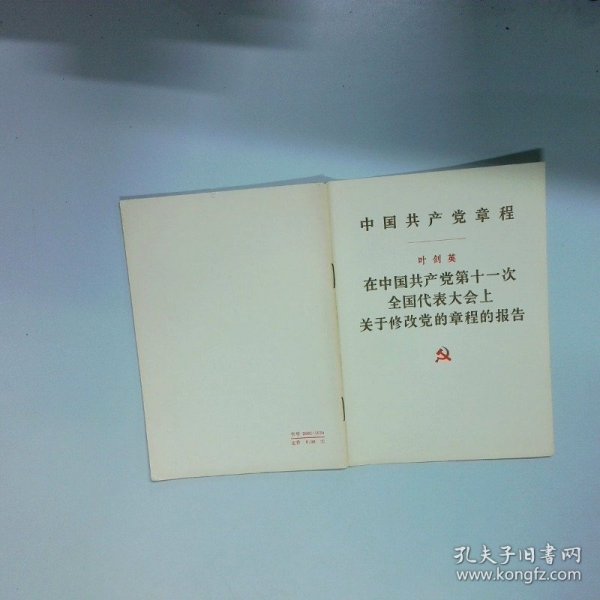 中国共产党章程
叶剑英
在中国共产党第十一次
全国代表大会上
关于修改党的章程的报告
孔夫子旧书网
www.kongfz.com